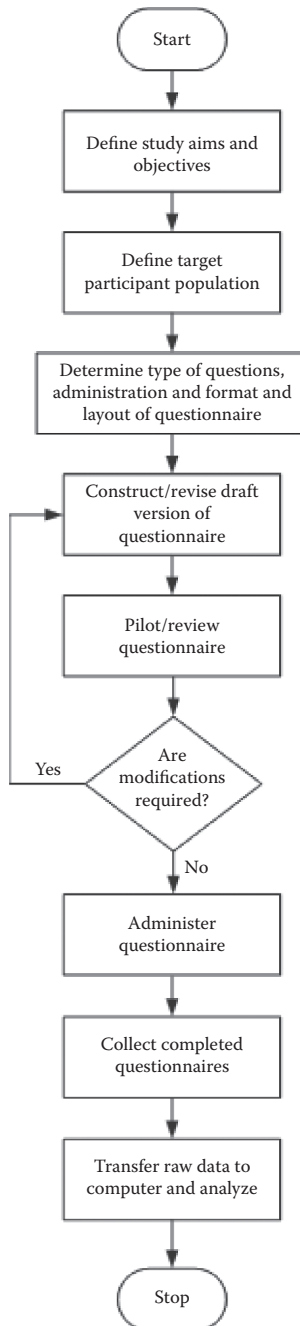 Start
Define study aims and
objectives
Define target
participant population
Determine type of questions,
administration and format and
layout of questionnaire
Construct/revise draft
version of
questionnaire
Pilot/review
questionnaire
Are
modifications
required?
Yes
No
Administer
questionnaire
Collect completed
questionnaires
Transfer raw data to
computer and analyze
Stop